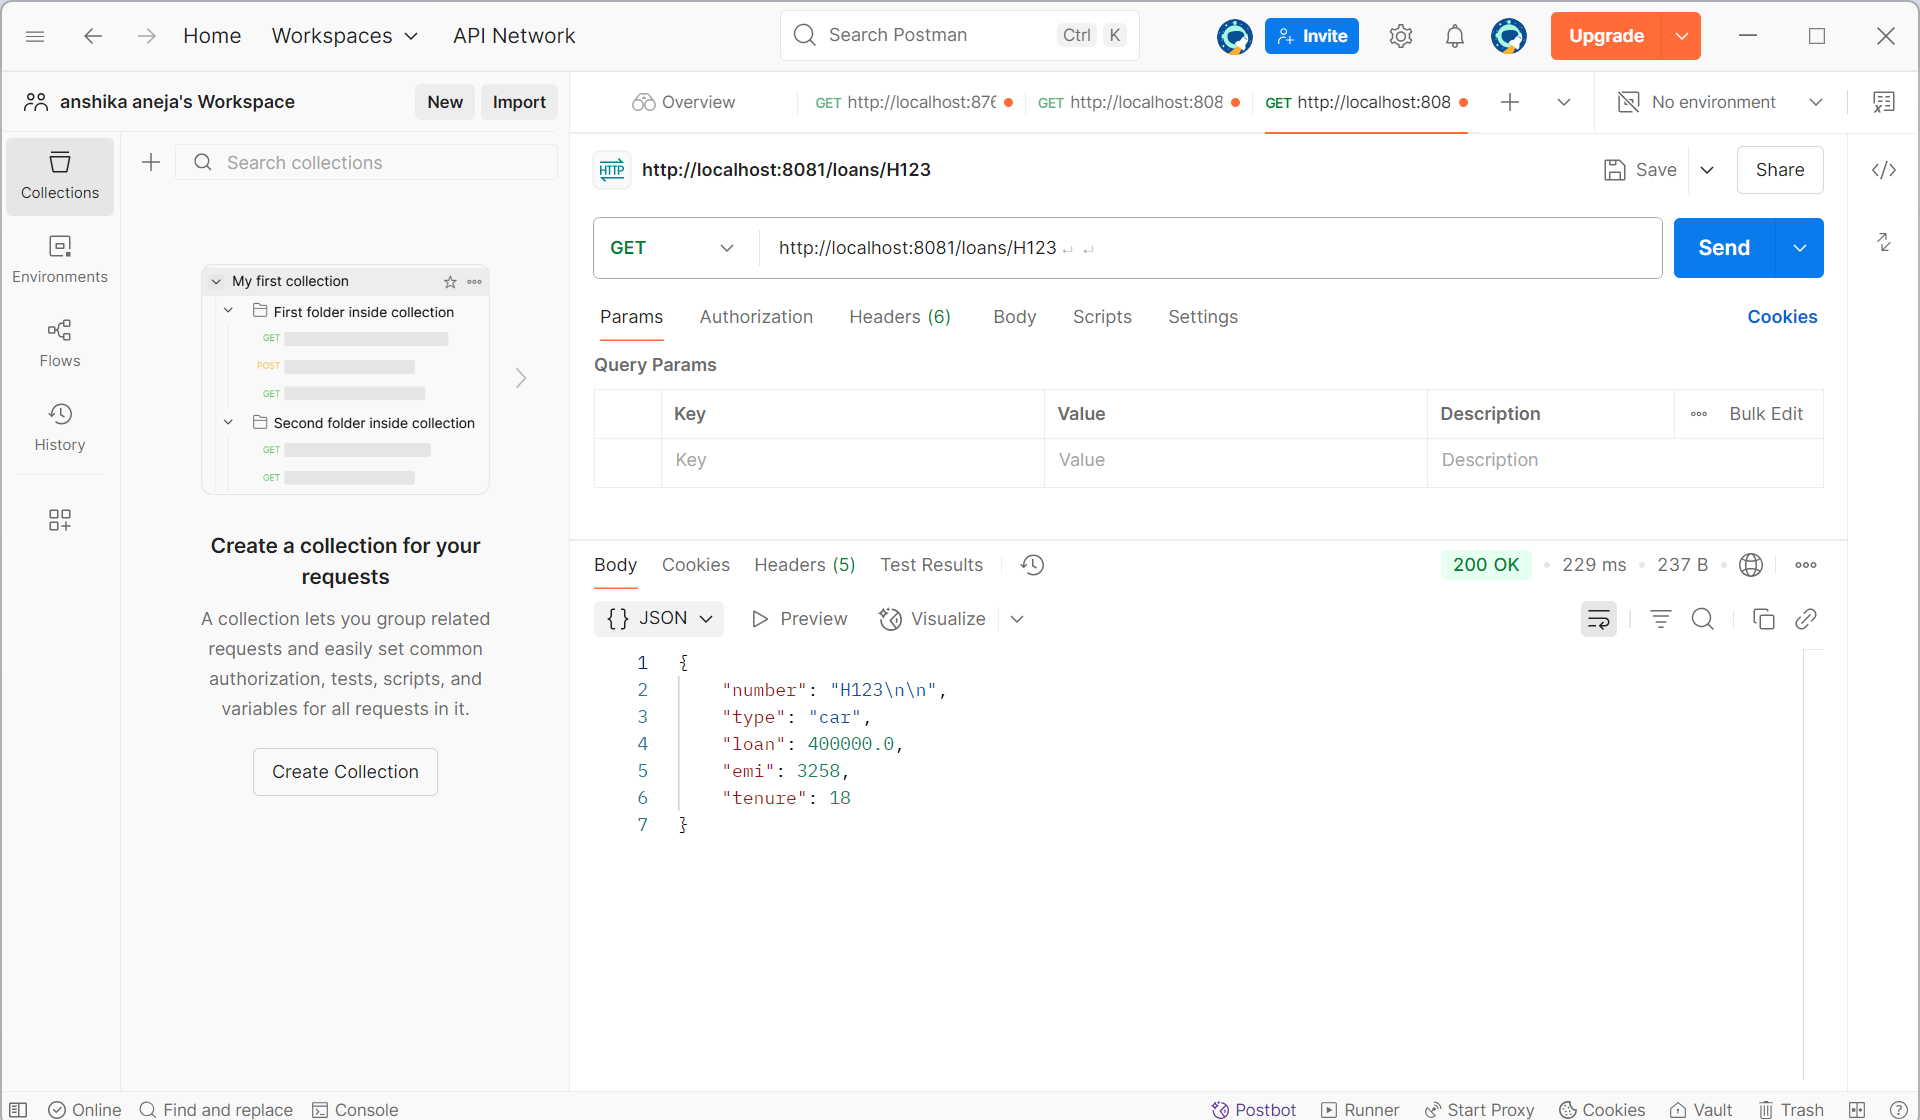 Home Workspaces API Network Search Postman Ctrl K Invite Upgrade
anshika aneja's Workspace New Import
Overview GET http://localhost:876 GET http://localhost:808 GET http://localhost:808 No environment
Collections
Environments
Flows
History
Search collections
My first collection
First folder inside collection
GET
POST
GET
Second folder inside collection
GET
GET
Create a collection for your
requests
A collection lets you group related
requests and easily set common
authorization, tests, scripts, and
variables for all requests in it.
Create Collection
HTTP http://localhost:8081/loans/H123 Save Share
GET http://localhost:8081/loans/H123 ↵ ↵ Send
Params Authorization Headers (6) Body Scripts Settings Cookies
Query Params
Key Value Description Bulk Edit
Key Value Description
Body Cookies Headers (5) Test Results 200 OK 229 ms 237 B
{} JSON Preview Visualize
1 {
2 "number": "H123\n\n",
3 "type": "car",
4 "loan": 400000.0,
5 "emi": 3258,
6 "tenure": 18
7 }
Online Find and replace Console Postbot Runner Start Proxy Cookies Vault Trash